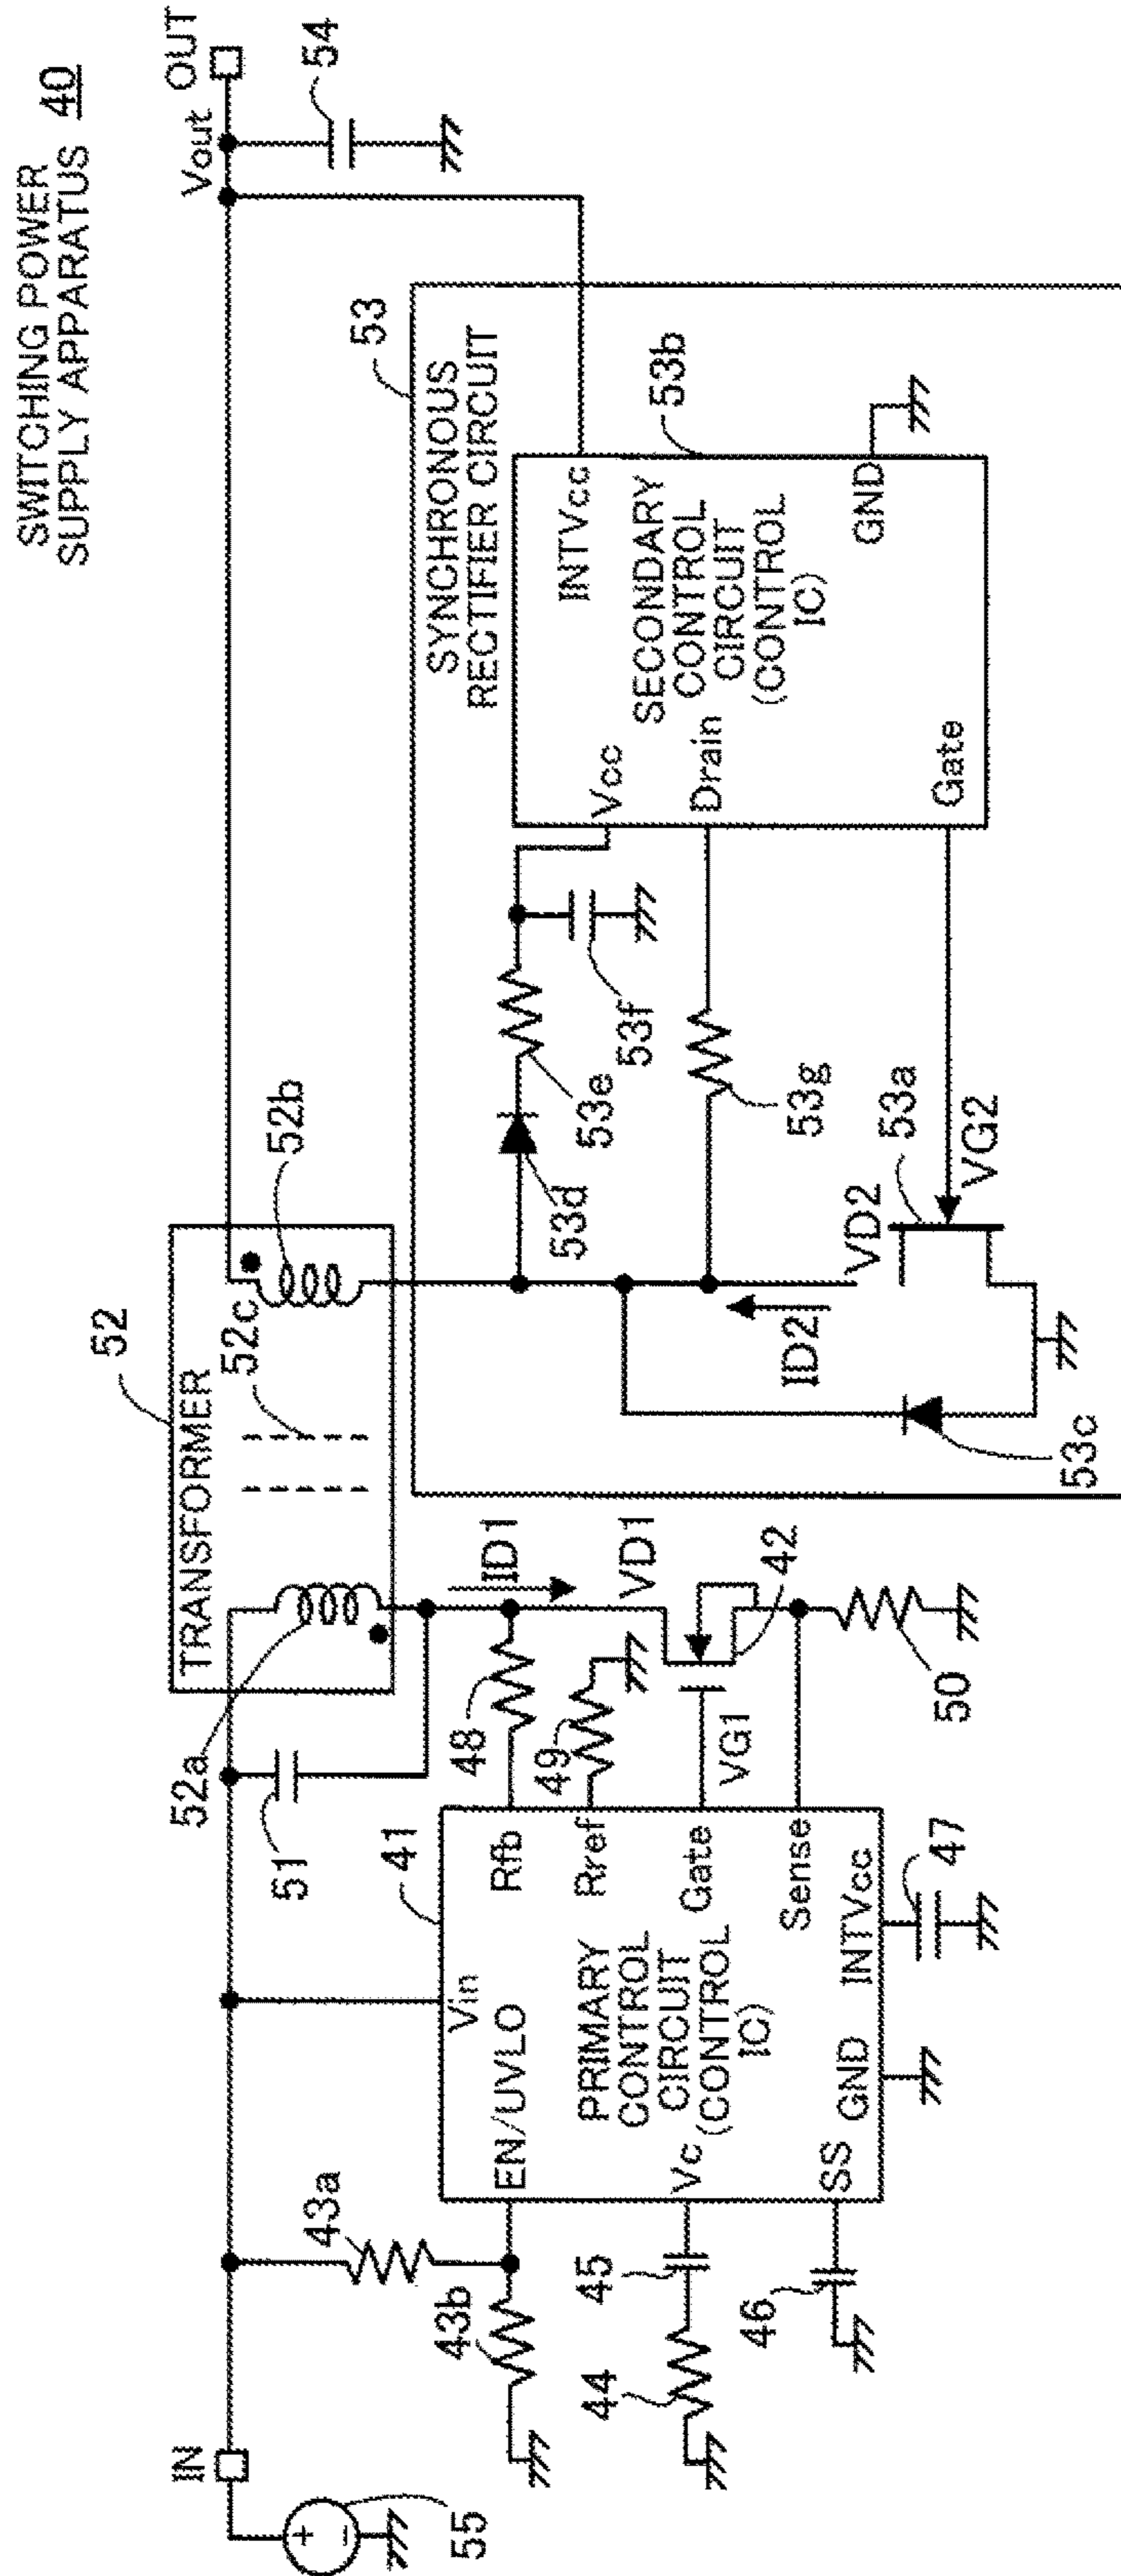 SWITCHING POWER
SUPPLY APPARATUS 40
IN
55
43a
43b
44
45
46
EN/UVLO
Vin
Vc
SS
PRIMARY
CONTROL
CIRCUIT
(CONTROL
IC)
GND
INTVcc
47
41
Rfb
Rref
Gate
Sense
51
52a
48
49
VG1
ID1
VD1
42
50
52
TRANSFORMER
52c
52b
53
SYNCHRONOUS
RECTIFIER CIRCUIT
53c
ID2
VD2
VG2
53a
53d
53e
53f
53g
Vcc
Drain
Gate
INTVcc
SECONDARY
CONTROL
CIRCUIT
(CONTROL
IC)
GND
53b
Vout
OUT
54